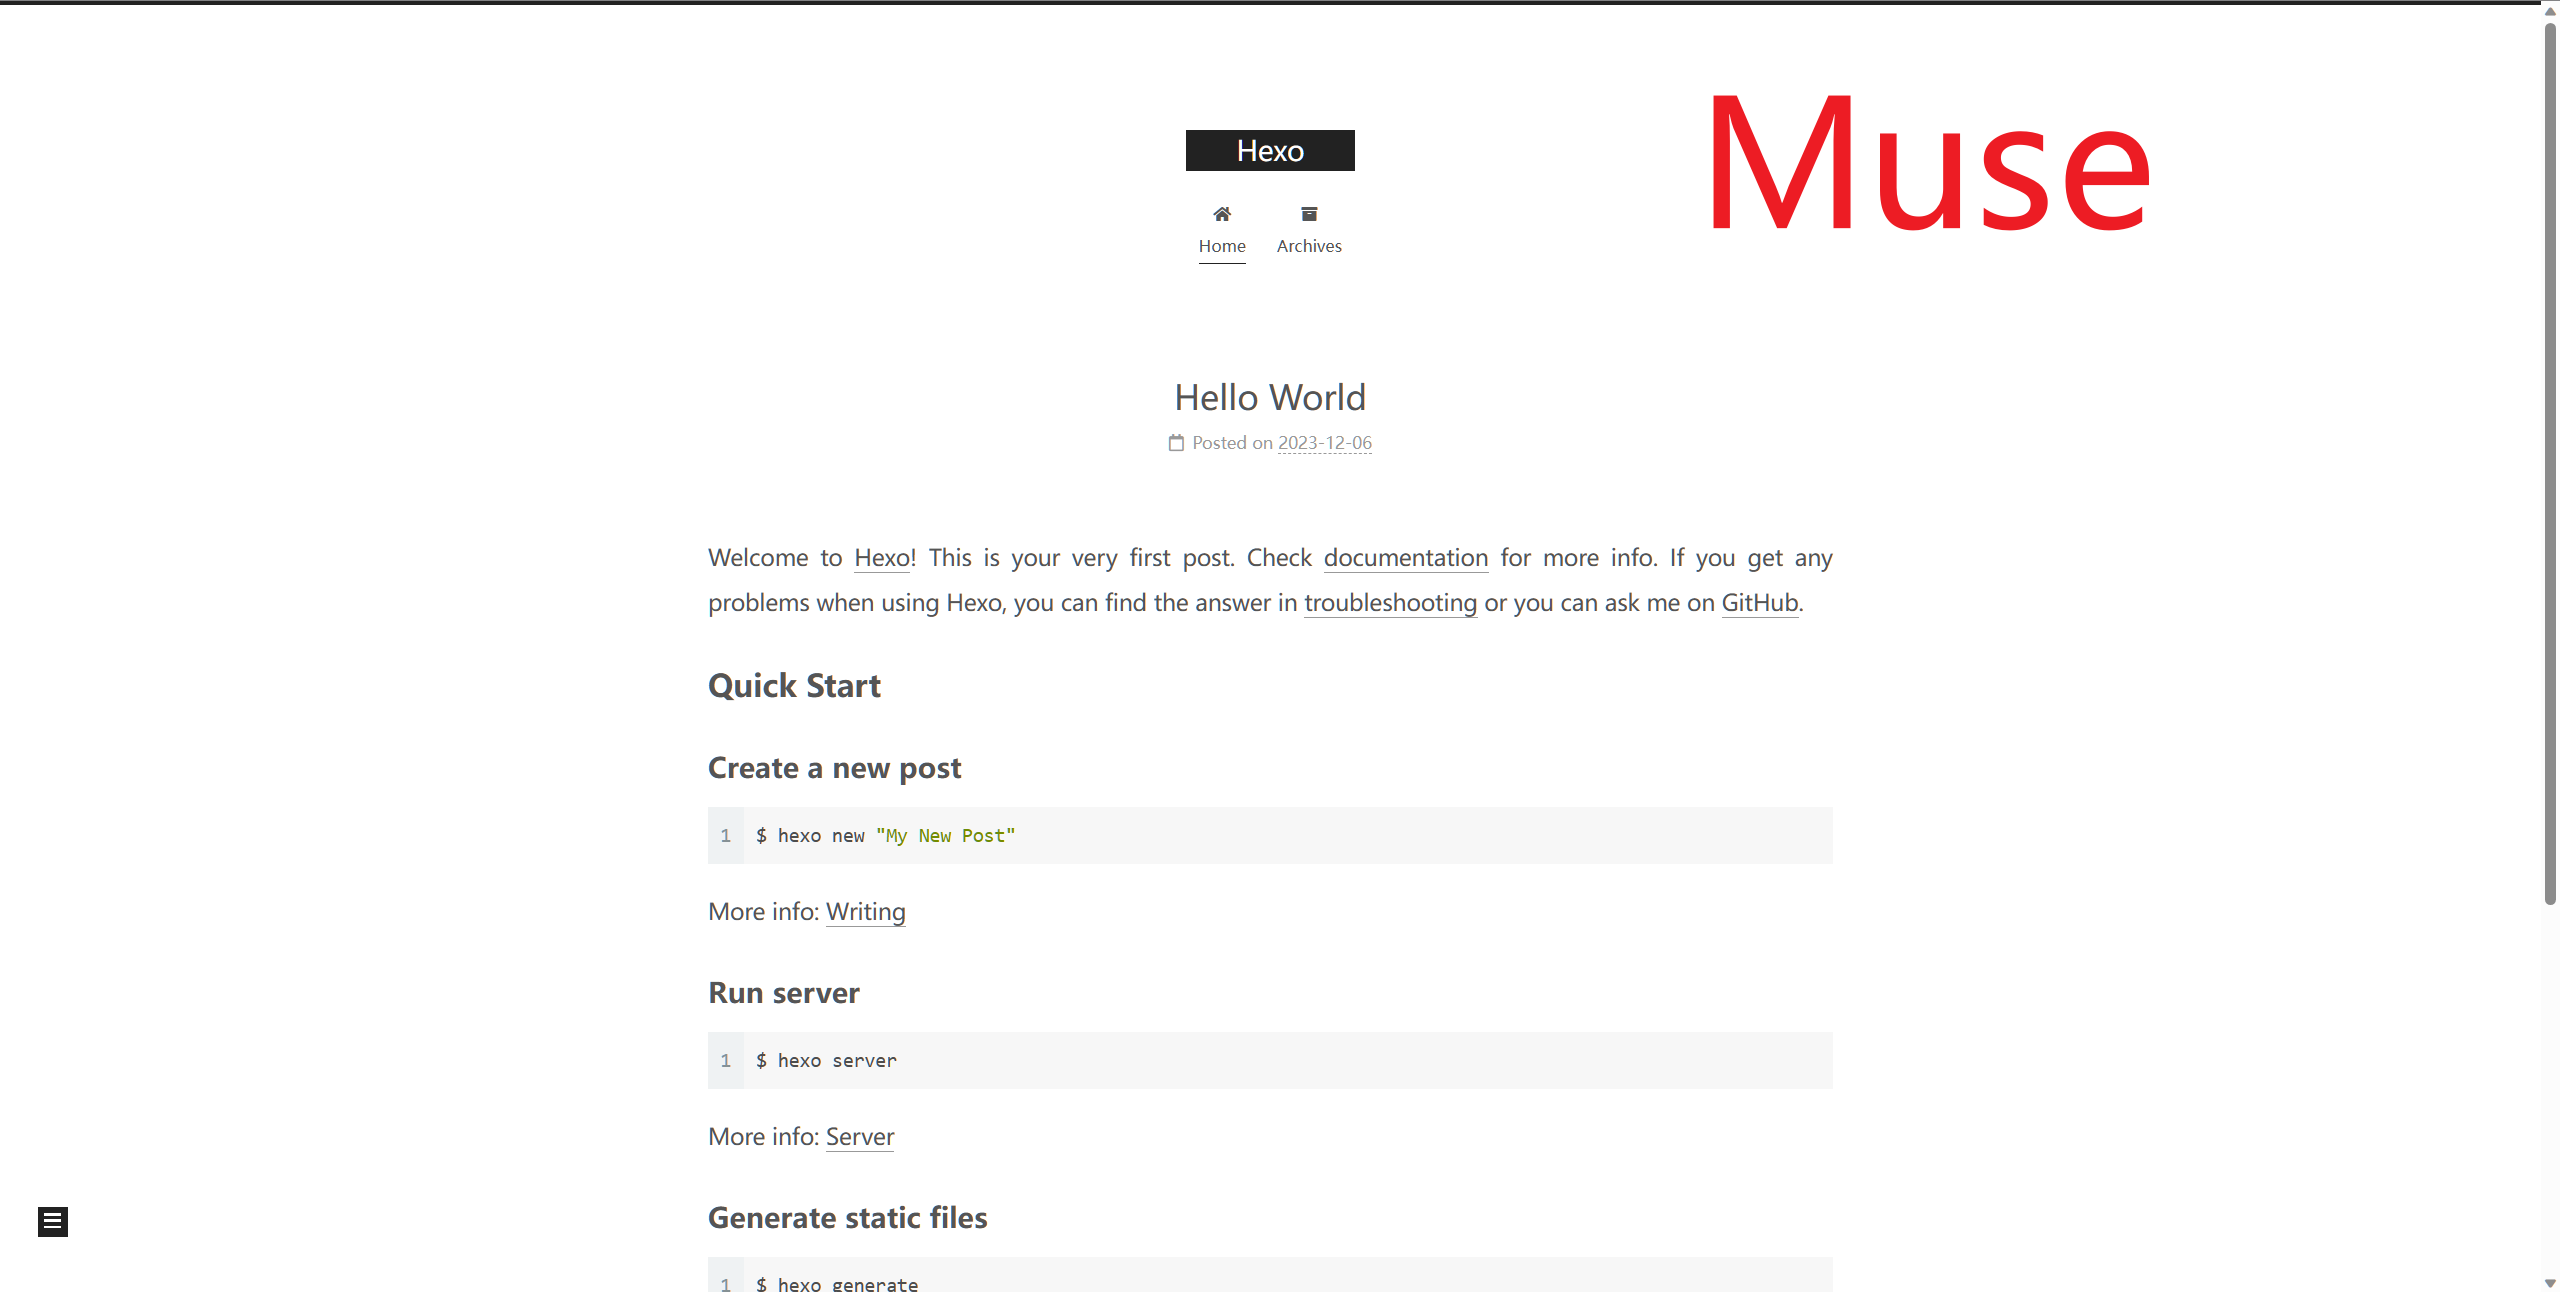 Muse
Hexo
Home Archives
Hello World
Posted on 2023-12-06
Welcome to Hexo! This is your very first post. Check documentation for more info. If you get any
problems when using Hexo, you can find the answer in troubleshooting or you can ask me on GitHub.
Quick Start
Create a new post
1 $ hexo new "My New Post"
More info: Writing
Run server
1 $ hexo server
More info: Server
Generate static files
1 $ hexo generate